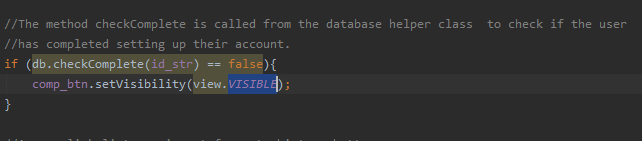 //The method checkComplete is called from the database helper class  to check if the user
//has completed setting up their account.
if (db.checkComplete(id_str) == false){
    comp_btn.setVisibility(view.VISIBLE);
}